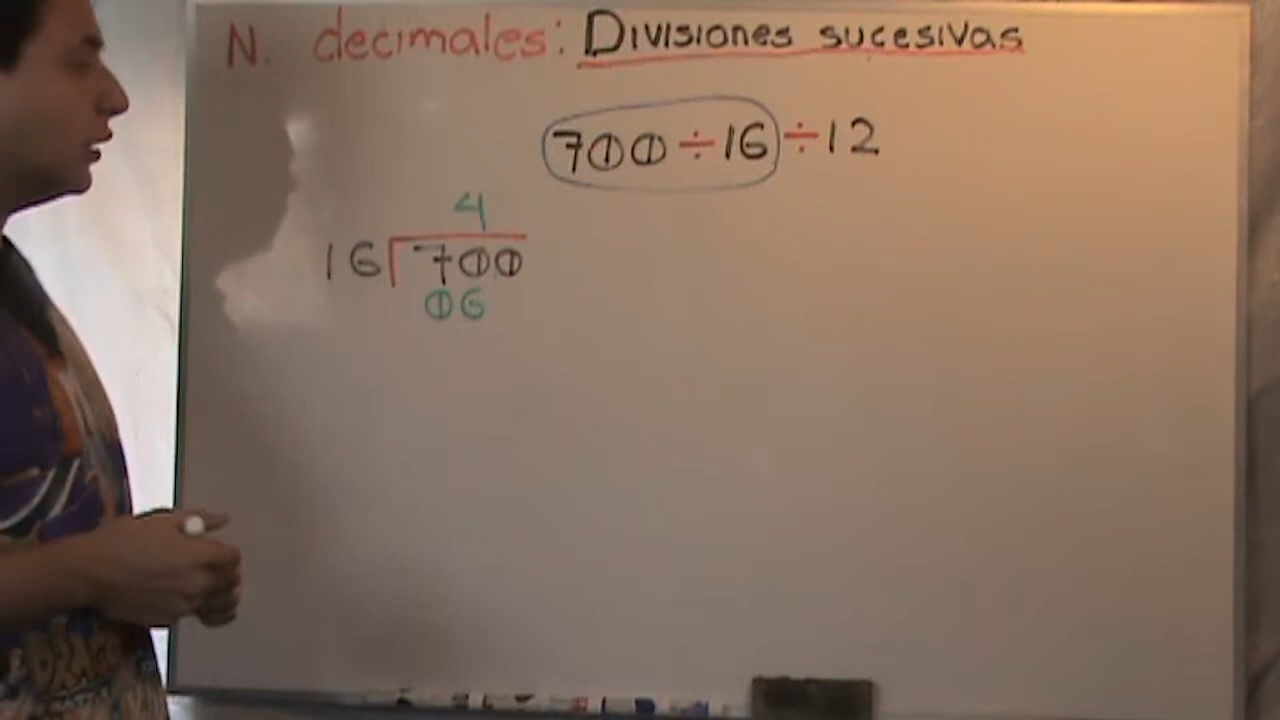 N. decimales: Divisiones sucesivas
700÷16÷12
4
16 700
06